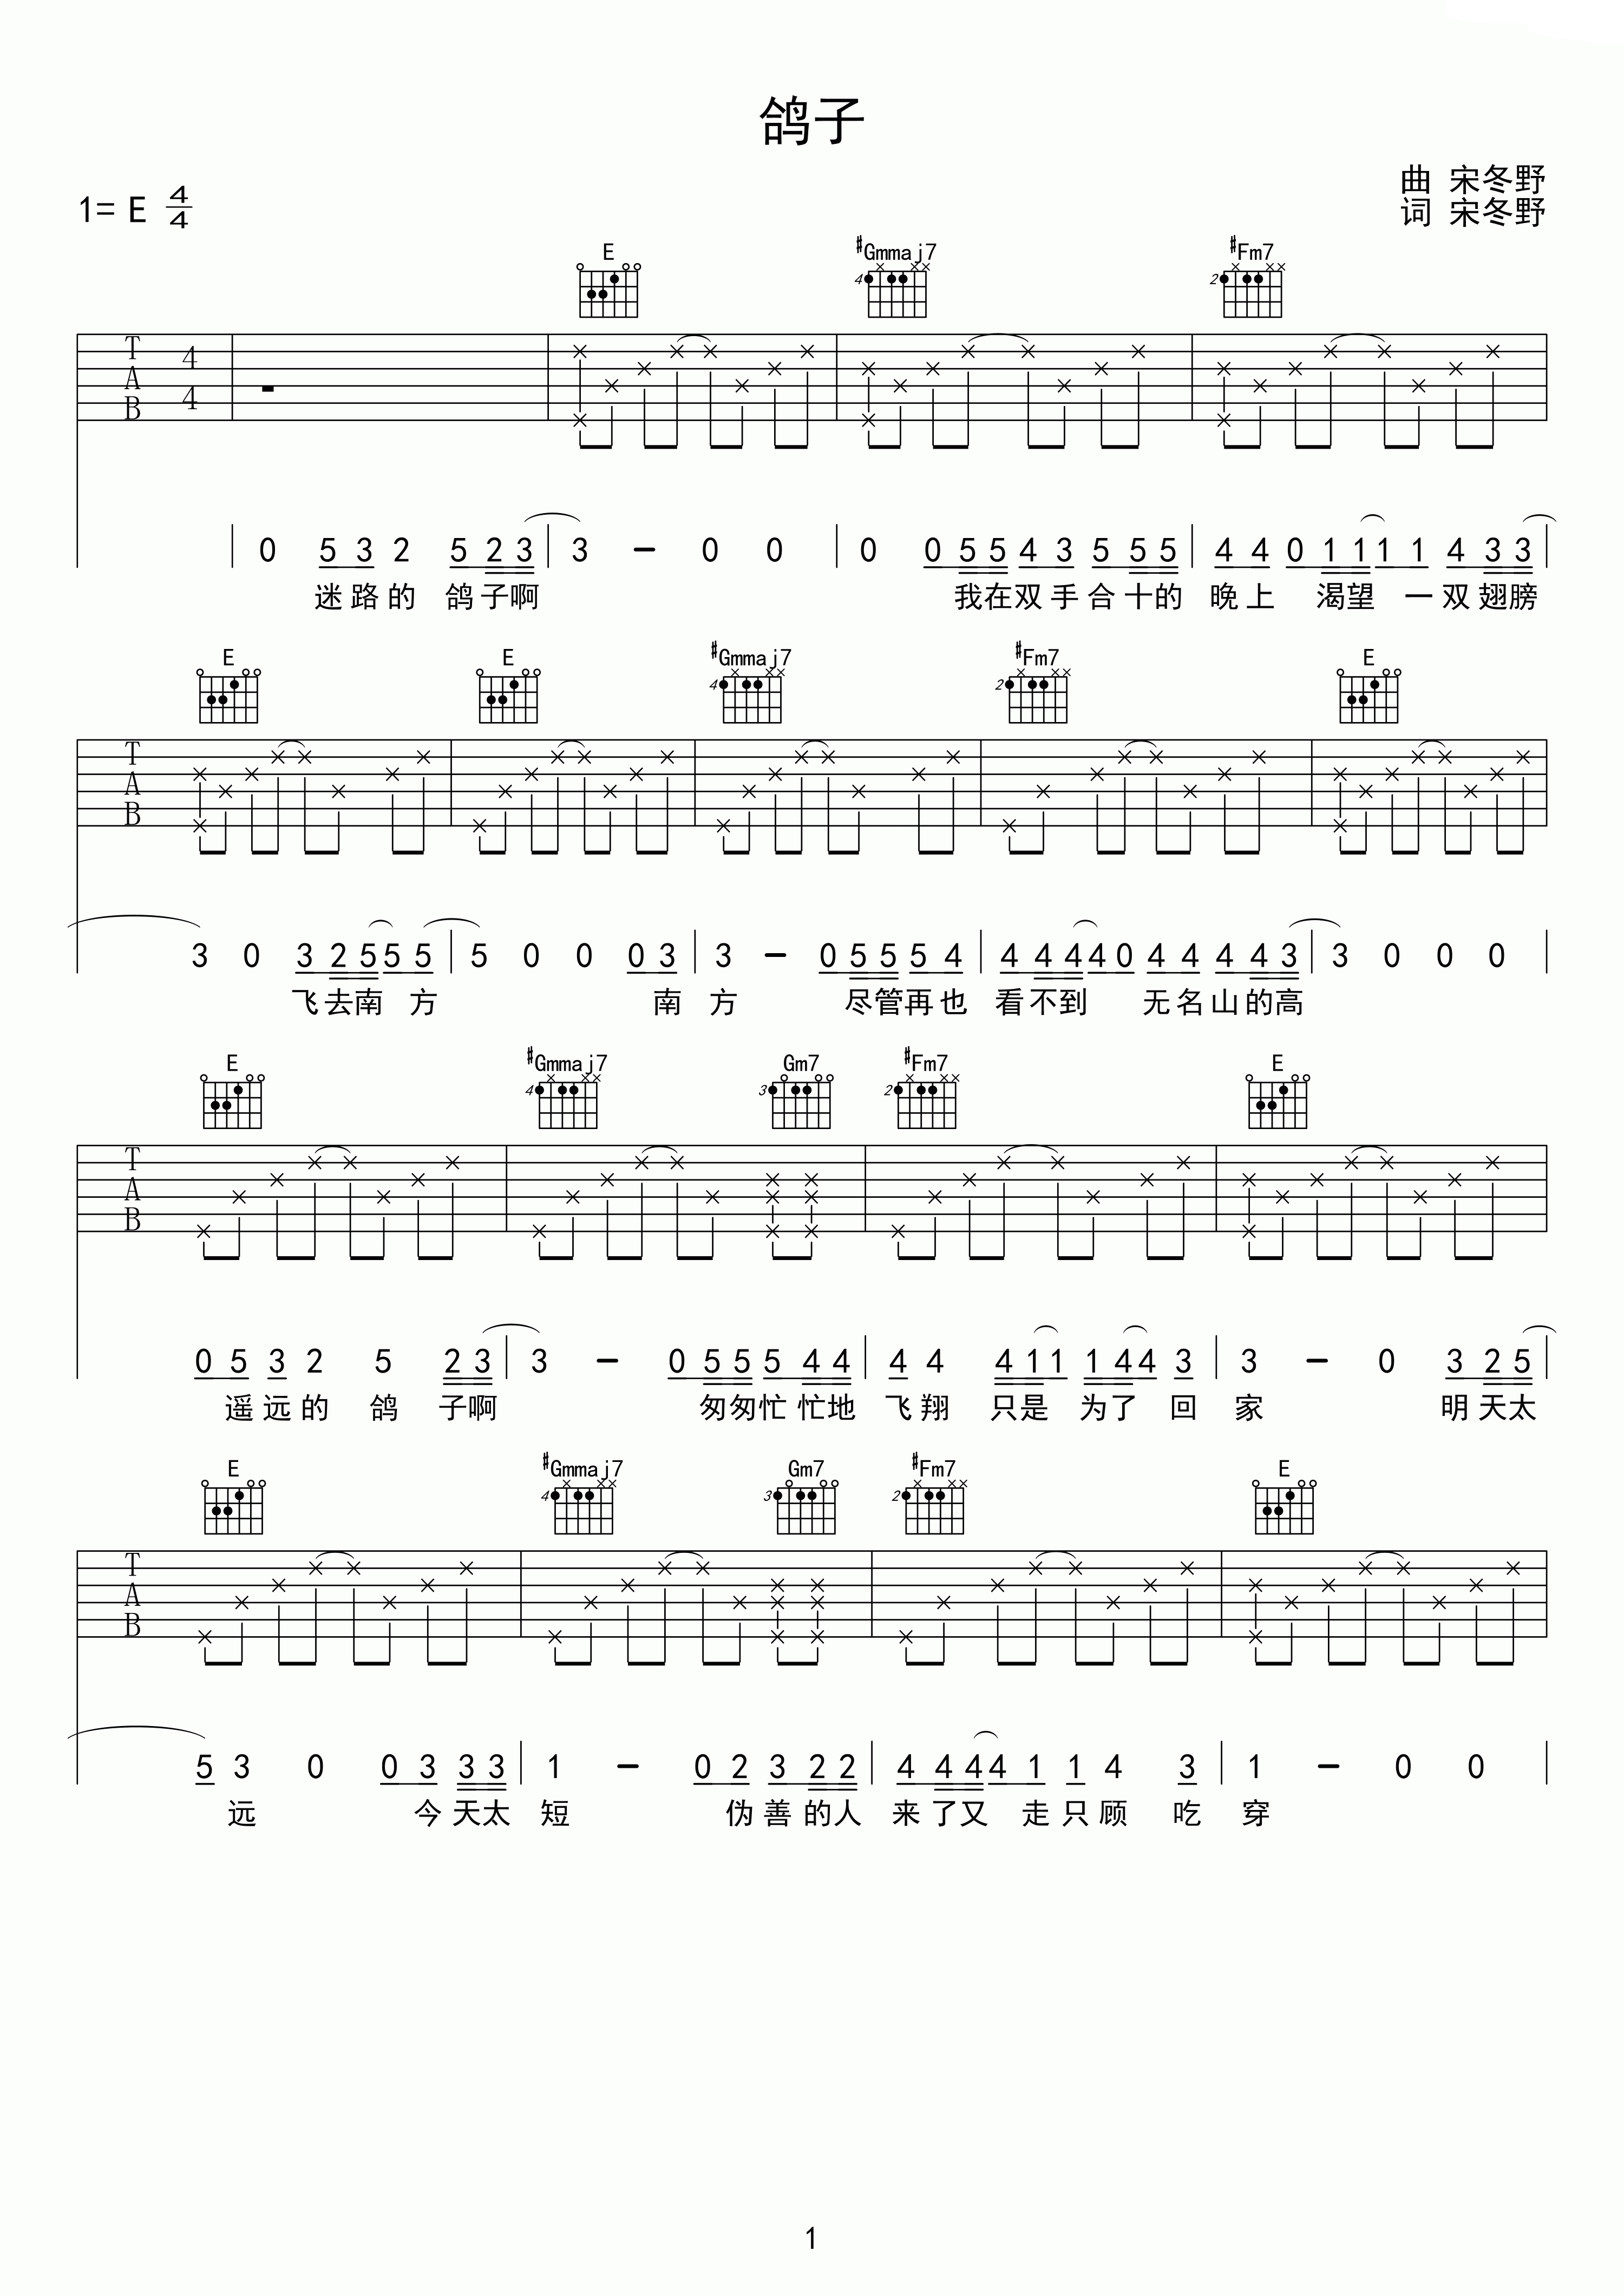 鸽子
曲 宋冬野
1= E 4/4
词 宋冬野
E #Gmmaj7 #Fm7
4 2
T A B 4 4
0 5 3 2 5 2 3 3 - 0 0 0 0 5 5 4 3 5 5 5 4 4 0 1 1 1 1 4 3 3
迷路的 鸽子啊 我在双手合十的 晚上 渴望 一双翅膀
E E #Gmmaj7 #Fm7 E
4 2
T A B
3 0 3 2 5 5 5 5 0 0 0 3 3 - 0 5 5 5 4 4 4 4 4 0 4 4 4 4 3 3 0 0 0
飞去南 方 南 方 尽管再也 看不到 无名山的高
E #Gmmaj7 Gm7 #Fm7 E
4 3 2
T A B
0 5 3 2 5 2 3 3 - 0 5 5 5 4 4 4 4 4 1 1 1 4 4 3 3 - 0 3 2 5
遥远的 鸽 子啊 匆匆忙忙地 飞翔 只是 为了 回 家 明天太
E #Gmmaj7 Gm7 #Fm7 E
4 3 2
T A B
5 3 0 0 3 3 3 1 - 0 2 3 2 2 4 4 4 4 1 1 4 3 1 - 0 0
远 今天太 短 伪善的人 来了又 走只顾 吃 穿
1